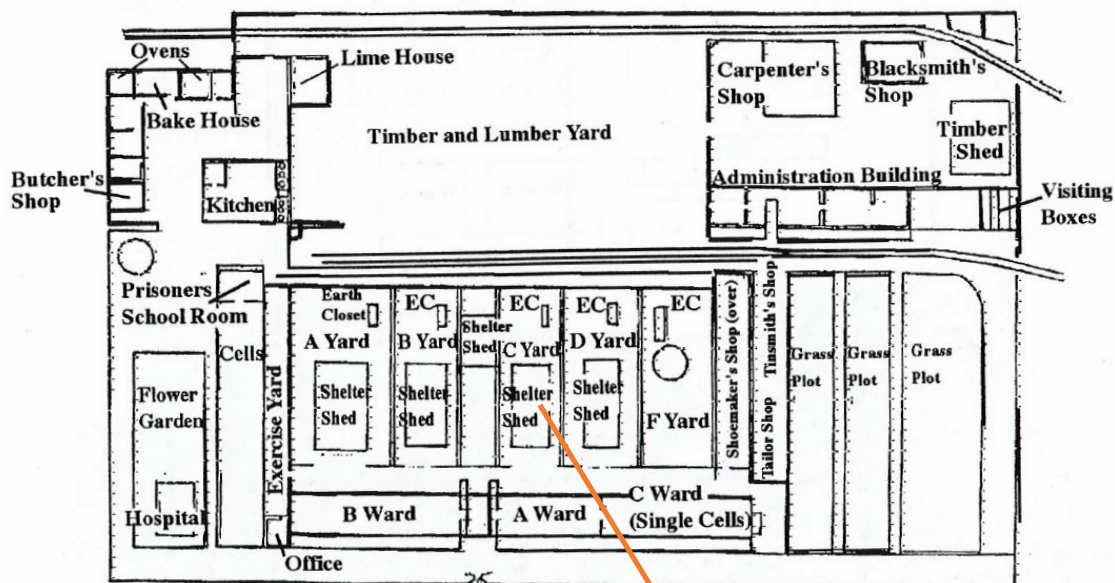 Ovens
Lime House
Carpenter's
Shop
Blacksmith's
Shop
Bake House
Timber and Lumber Yard
Timber
Shed
Butcher's
Shop
Kitchen
Administration Building
Visiting
Boxes
Prisoners
School Room
Cells
Earth
Closet
A Yard
EC
B Yard
Shelter
Shed
EC
C Yard
EC
D Yard
EC
F Yard
Shelter
Shed
Shelter
Shed
Shelter
Shed
Shelter
Shed
Shoemaker's Shop (over)
Tailor Shop Tinsmith's Shop
Grass
Plot
Grass
Plot
Grass
Plot
Flower
Garden
Exercise Yard
Hospital
B Ward
A Ward
C Ward
(Single Cells)
Office